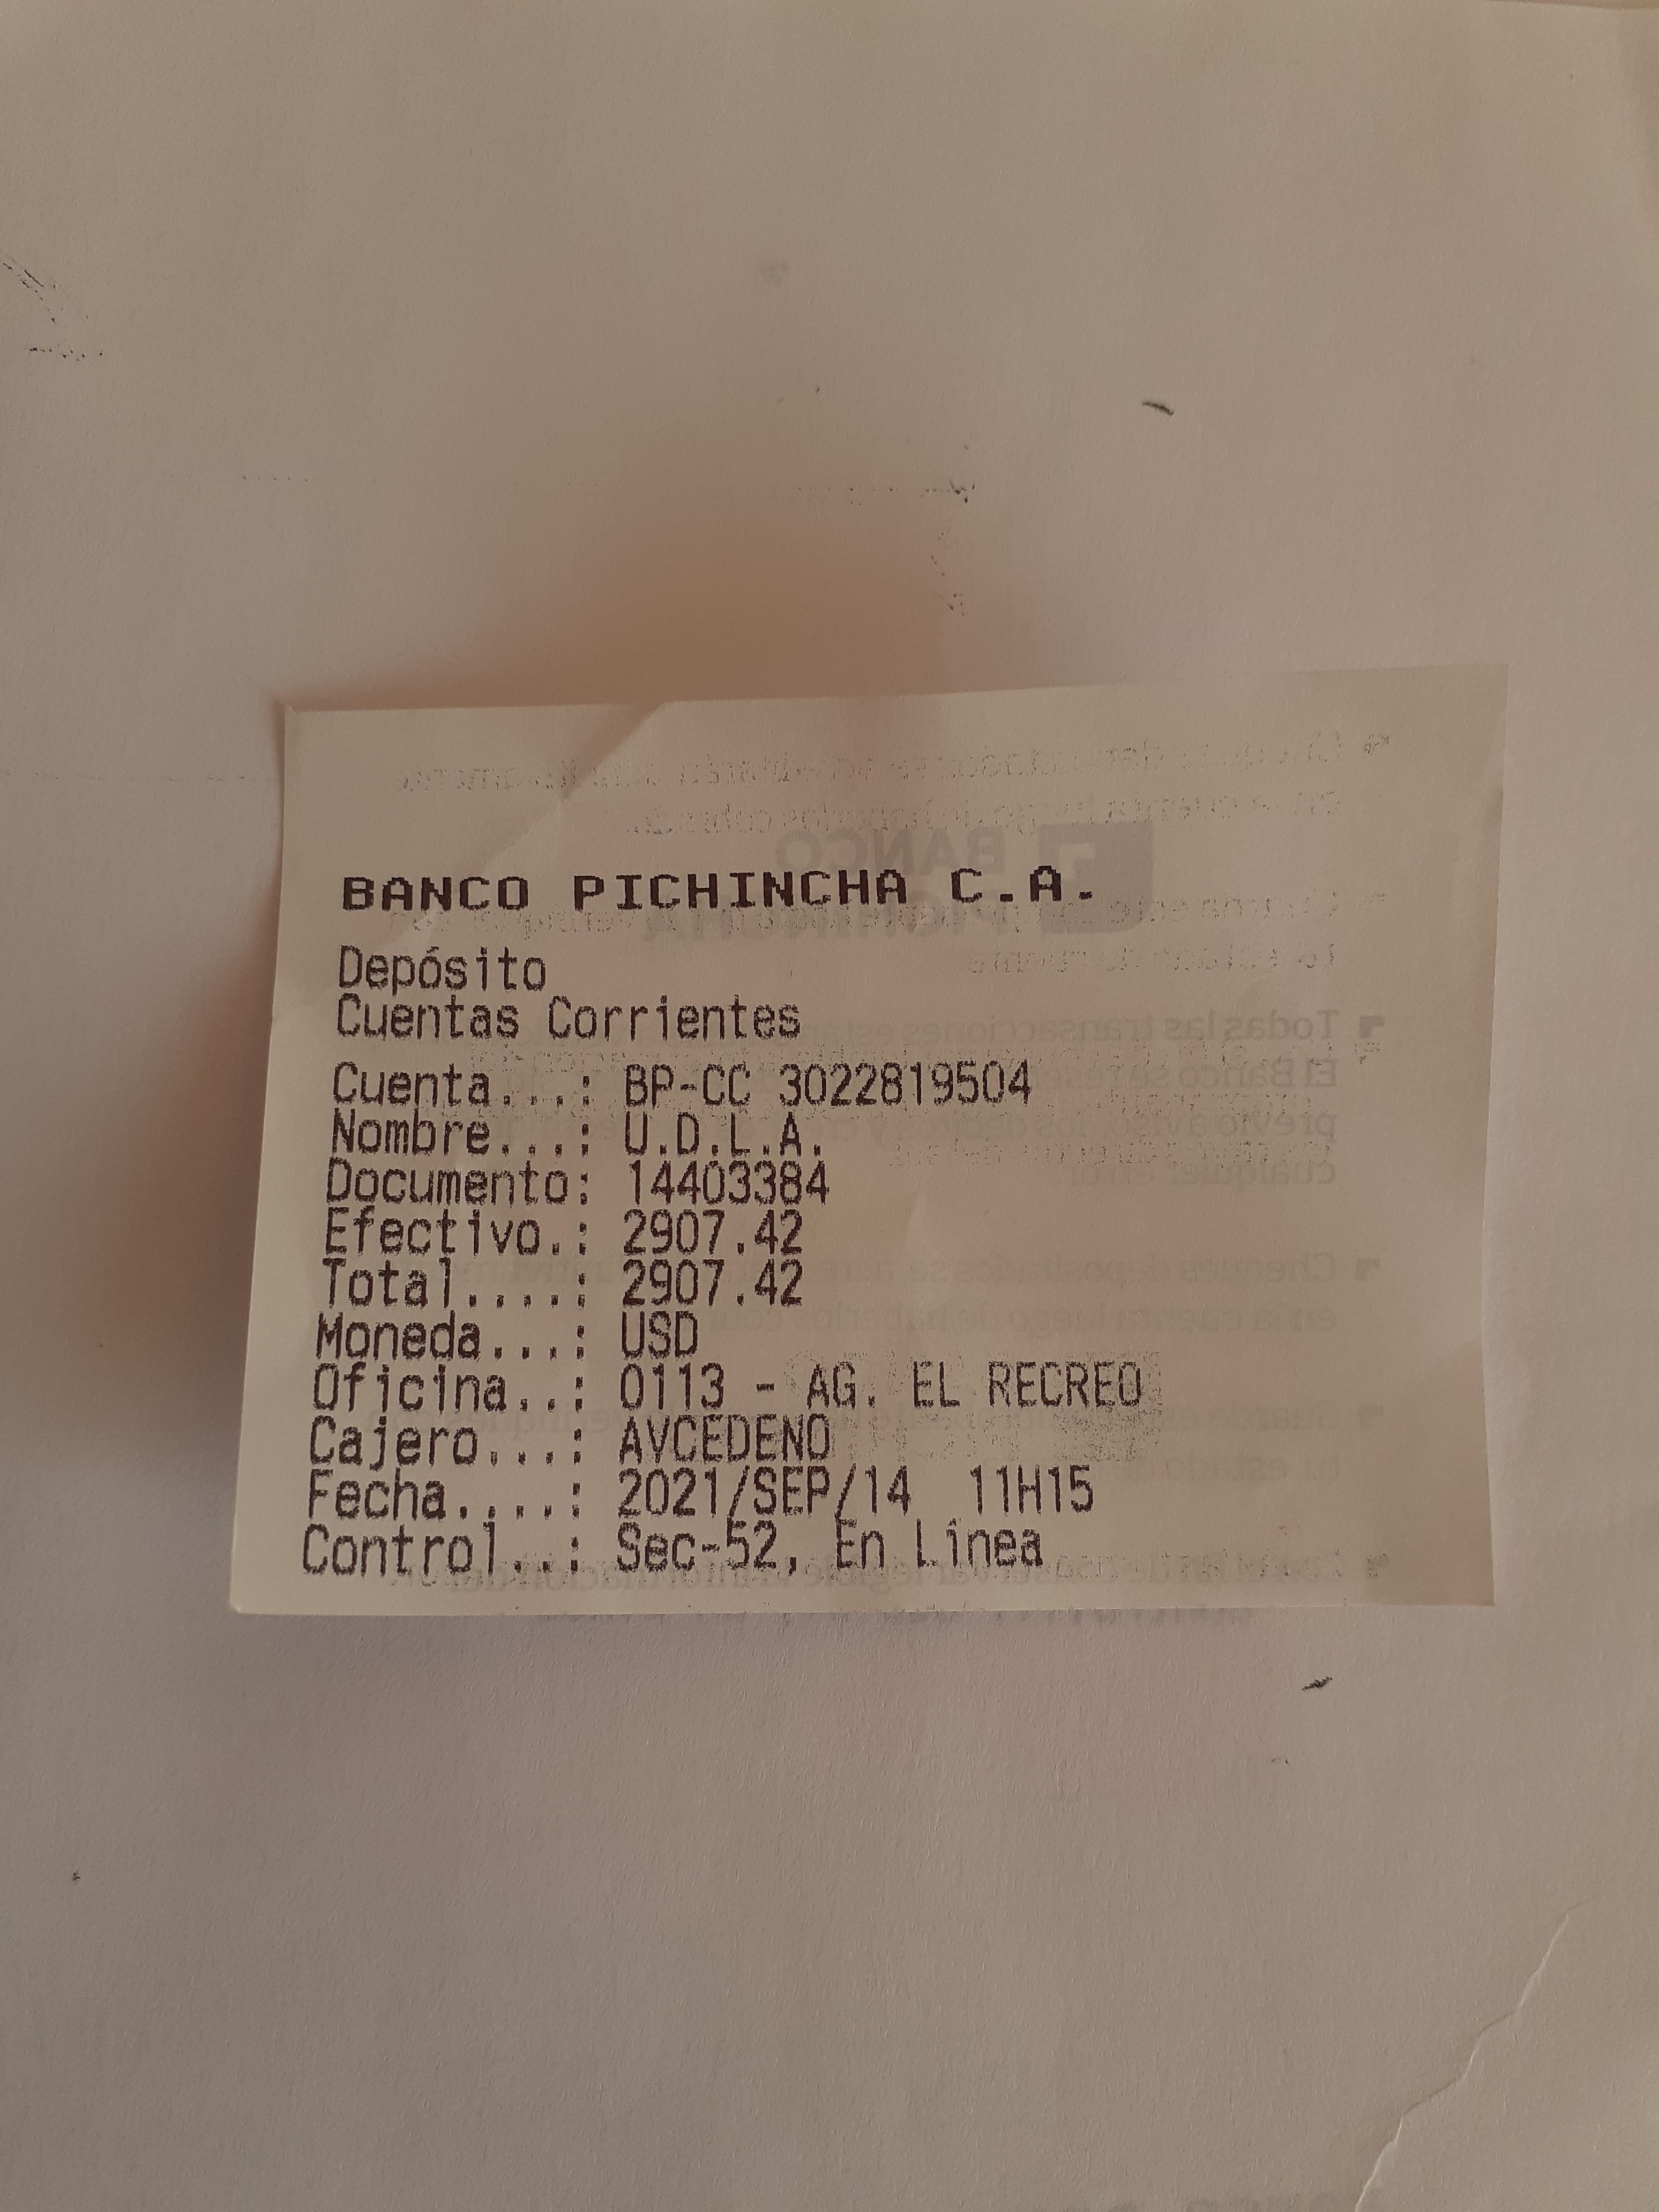 BANCO PICHINCHA C.A.
Depósito
Cuentas Corrientes
Cuenta...: BP-CC 3022819504
Nombre...: U.D.L.A.
Documento: 14403384
Efectivo.: 2907.42
Total....: 2907.42
Moneda...: USD
Oficina..: 0113 - AG. EL RECREO
Cajero...: AVCEDENO
Fecha....: 2021/SEP/14 11H15
Control..: Sec-52, En Línea